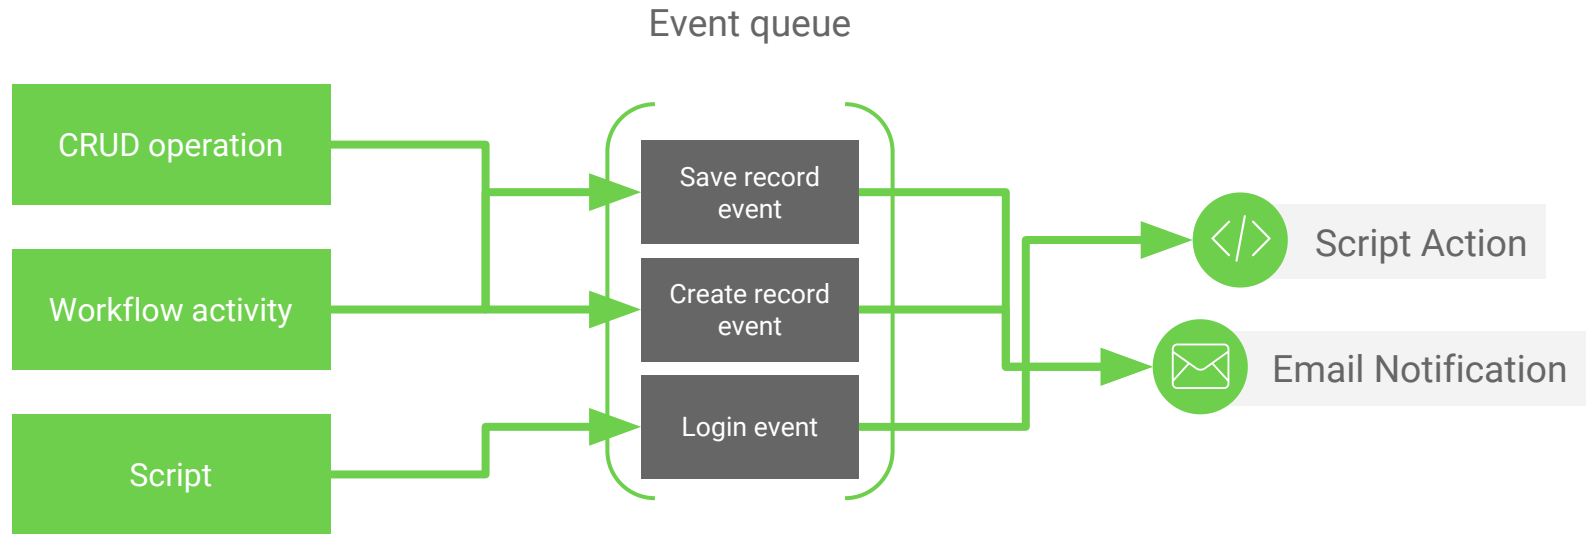 Event queue
CRUD operation
Workflow activity
Script
Save record
event
Create record
event
Login event
Script Action
Email Notification